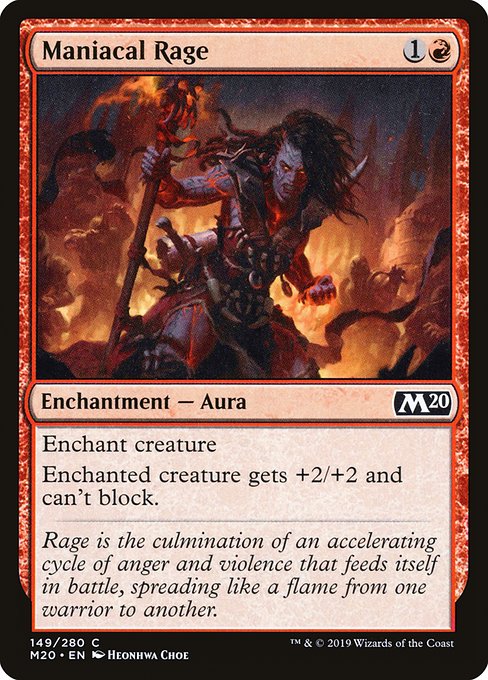 Maniacal Rage 1
Enchantment — Aura
M20
Enchant creature
Enchanted creature gets +2/+2 and
can't block.
Rage is the culmination of an accelerating
cycle of anger and violence that feeds itself
in battle, spreading like a flame from one
warrior to another.
149/280 C
M20 • EN Heonhwa Choe
™ & © 2019 Wizards of the Coast